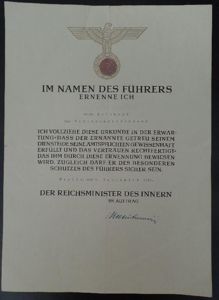 IM NAMEN DES FÜHRERS
ERNENNE ICH
ICH VOLLZIEHE DIESE URKUNDE IN DER ERWAR-
TUNG, DASS DER ERNANNTE GETREU SEINEM
DIENSTEIDE SEINE AMTSPFLICHTEN GEWISSENHAFT
ERFÜLLT UND DAS VERTRAUEN RECHTFERTIGT,
DAS IHM DURCH DIESE ERNENNUNG BEWIESEN
WIRD. ZUGLEICH DARF ER DES BESONDEREN
SCHUTZES DES FÜHRERS SICHER SEIN.
DER REICHSMINISTER DES INNERN
IM AUFTRAG